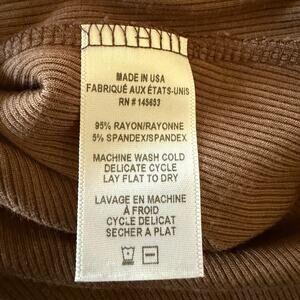 MADE IN USA
FABRIQUÉ AUX ÉTATS-UNIS
RN # 145653
95% RAYON/RAYONNE
5% SPANDEX/SPANDEX
MACHINE WASH COLD
DELICATE CYCLE
LAY FLAT TO DRY
LAVAGE EN MACHINE
À FROID
CYCLE DELICAT
SECHER A PLAT